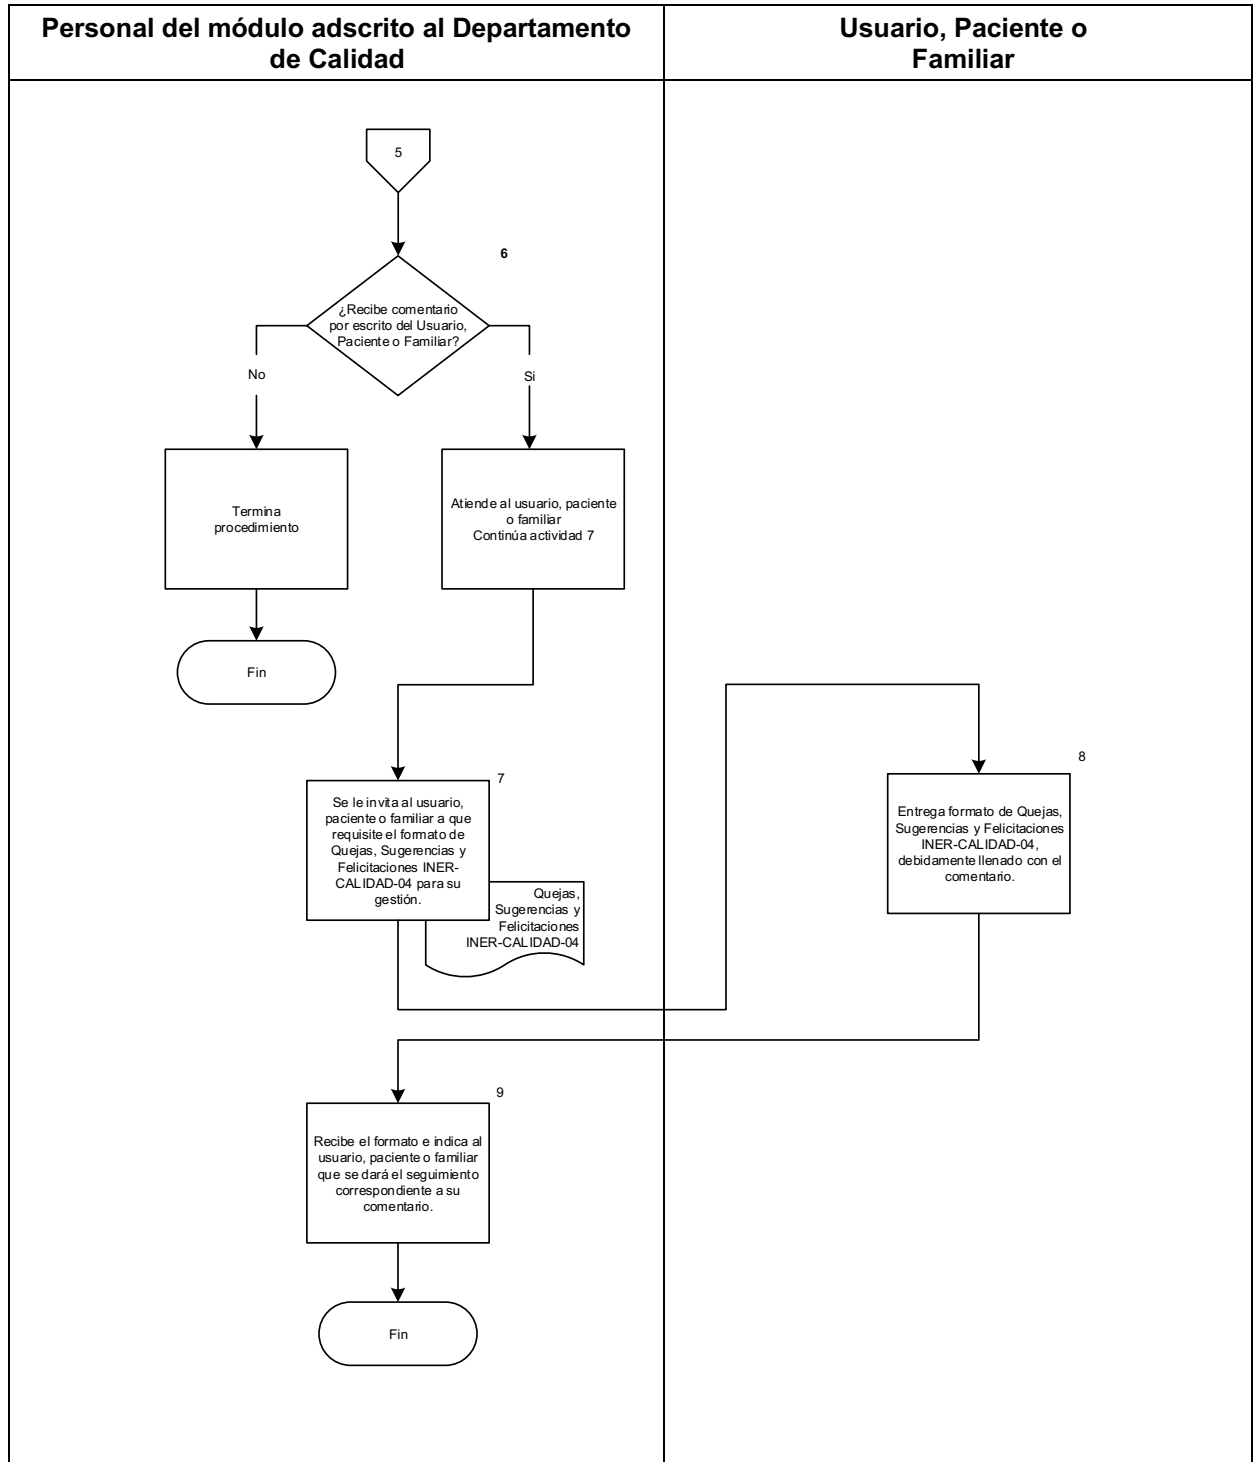 Personal del módulo adscrito al Departamento
de Calidad
Usuario, Paciente o
Familiar
5
6
¿Recibe comentario
por escrito del Usuario,
Paciente o Familiar?
No
Si
Termina
procedimiento
Atiende al usuario, paciente
o familiar
Continúa actividad 7
Fin
7
Se le invita al usuario,
paciente o familiar a que
requisite el formato de
Quejas, Sugerencias y
Felicitaciones INER-
CALIDAD-04 para su
gestión.
Quejas,
Sugerencias y
Felicitaciones
INER-CALIDAD-04
8
Entrega formato de Quejas,
Sugerencias y Felicitaciones
INER-CALIDAD-04,
debidamente llenado con el
comentario.
9
Recibe el formato e indica al
usuario, paciente o familiar
que se dará el seguimiento
correspondiente a su
comentario.
Fin